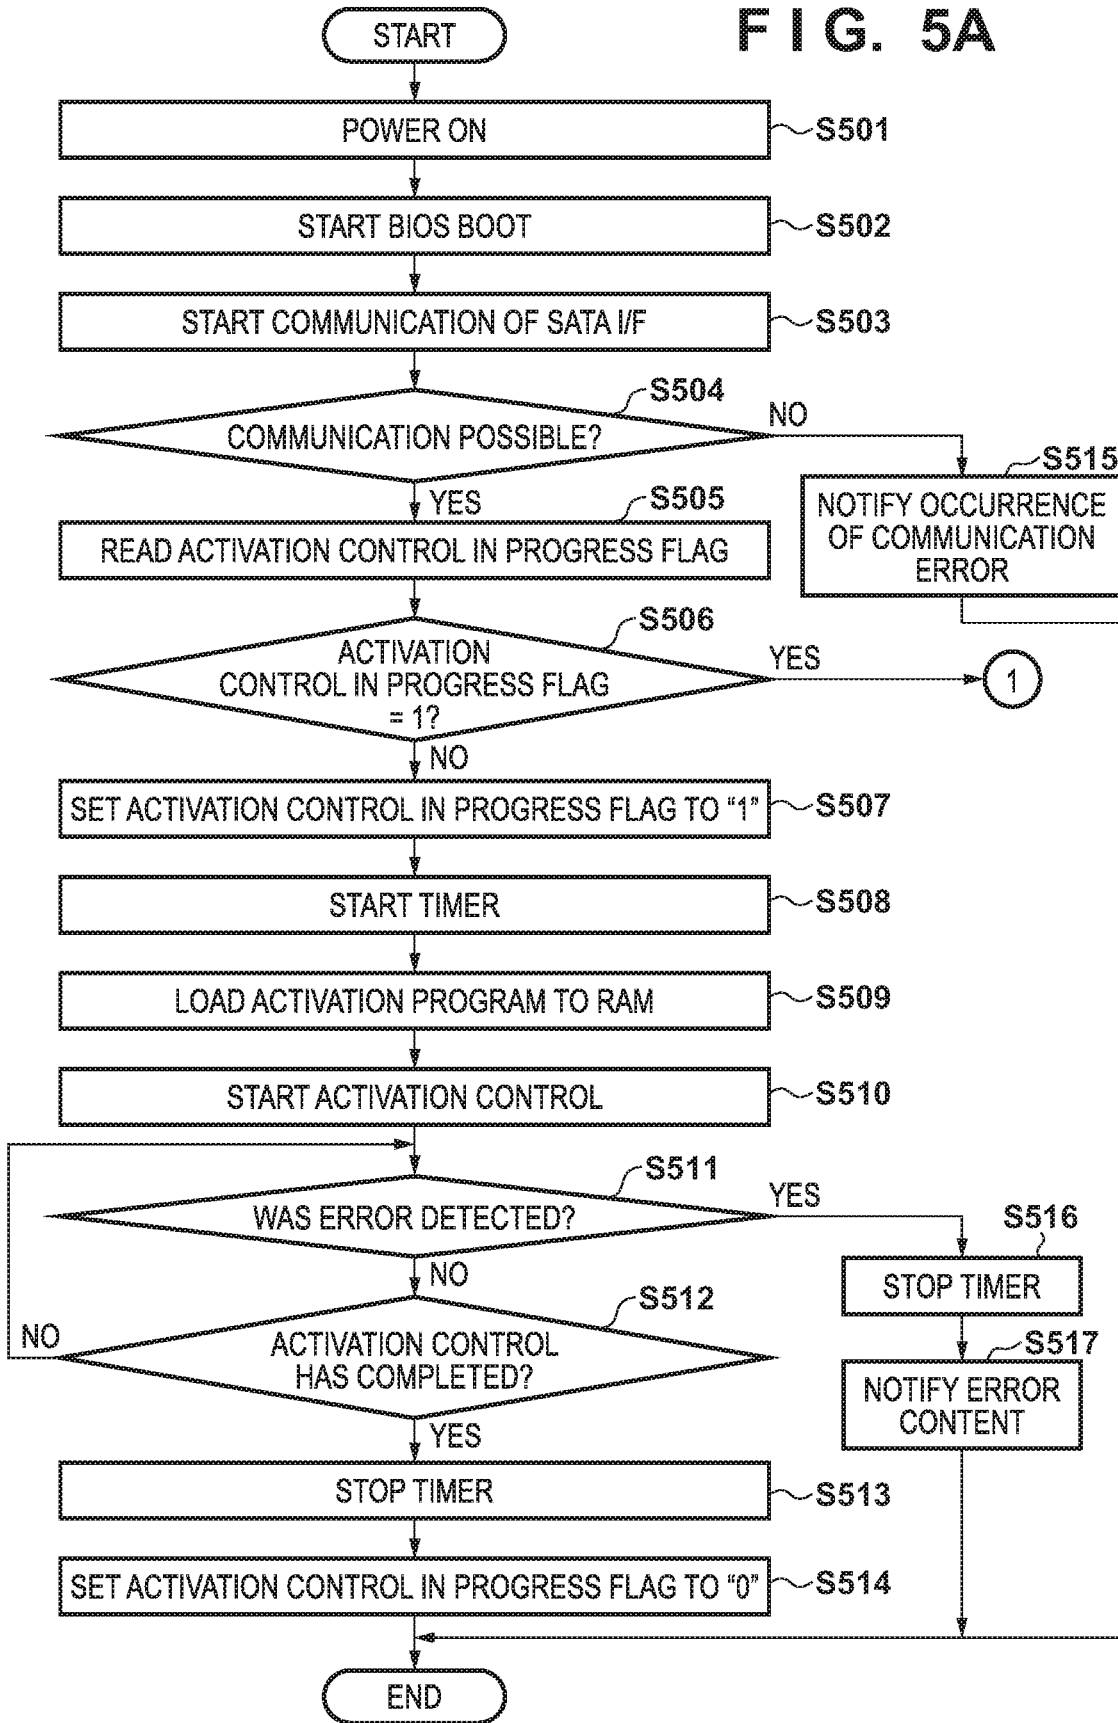 FIG. 5A
START
POWER ON
S501
START BIOS BOOT
S502
START COMMUNICATION OF SATA I/F
S503
S504
COMMUNICATION POSSIBLE?
NO
YES
S515
NOTIFY OCCURRENCE
OF COMMUNICATION
ERROR
S505
READ ACTIVATION CONTROL IN PROGRESS FLAG
S506
ACTIVATION
CONTROL IN PROGRESS FLAG
= 1?
YES
1
NO
SET ACTIVATION CONTROL IN PROGRESS FLAG TO “1”
S507
START TIMER
S508
LOAD ACTIVATION PROGRAM TO RAM
S509
START ACTIVATION CONTROL
S510
S511
WAS ERROR DETECTED?
YES
NO
S516
STOP TIMER
S512
ACTIVATION CONTROL
HAS COMPLETED?
NO
YES
S517
NOTIFY ERROR
CONTENT
STOP TIMER
S513
SET ACTIVATION CONTROL IN PROGRESS FLAG TO “0”
S514
END